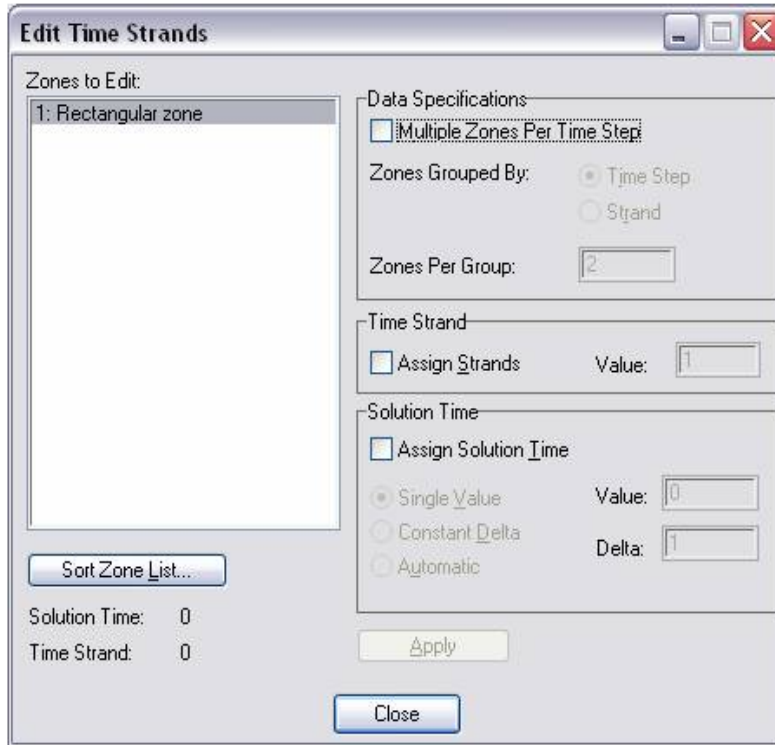 Edit Time Strands
Zones to Edit:
1: Rectangular zone
Data Specifications
Multiple Zones Per Time Step
Zones Grouped By:
Time Step
Strand
Zones Per Group:
2
Time Strand
Assign Strands
Value:
1
Solution Time
Assign Solution Time
Single Value
Value:
0
Constant Delta
Delta:
1
Automatic
Sort Zone List...
Solution Time: 0
Time Strand: 0
Apply
Close